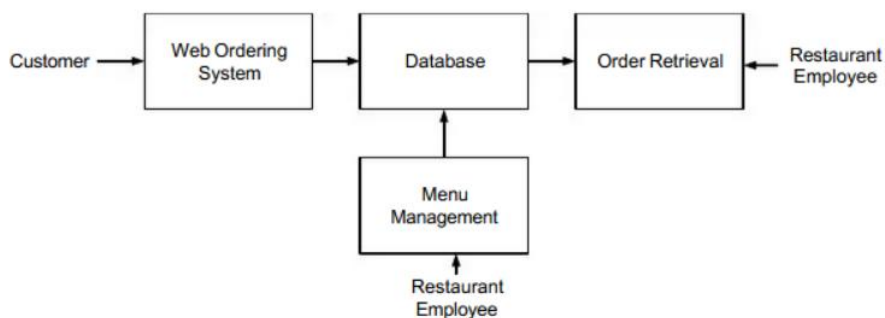 Customer
Web Ordering
System
Database
Order Retrieval
Restaurant
Employee
Menu
Management
Restaurant
Employee